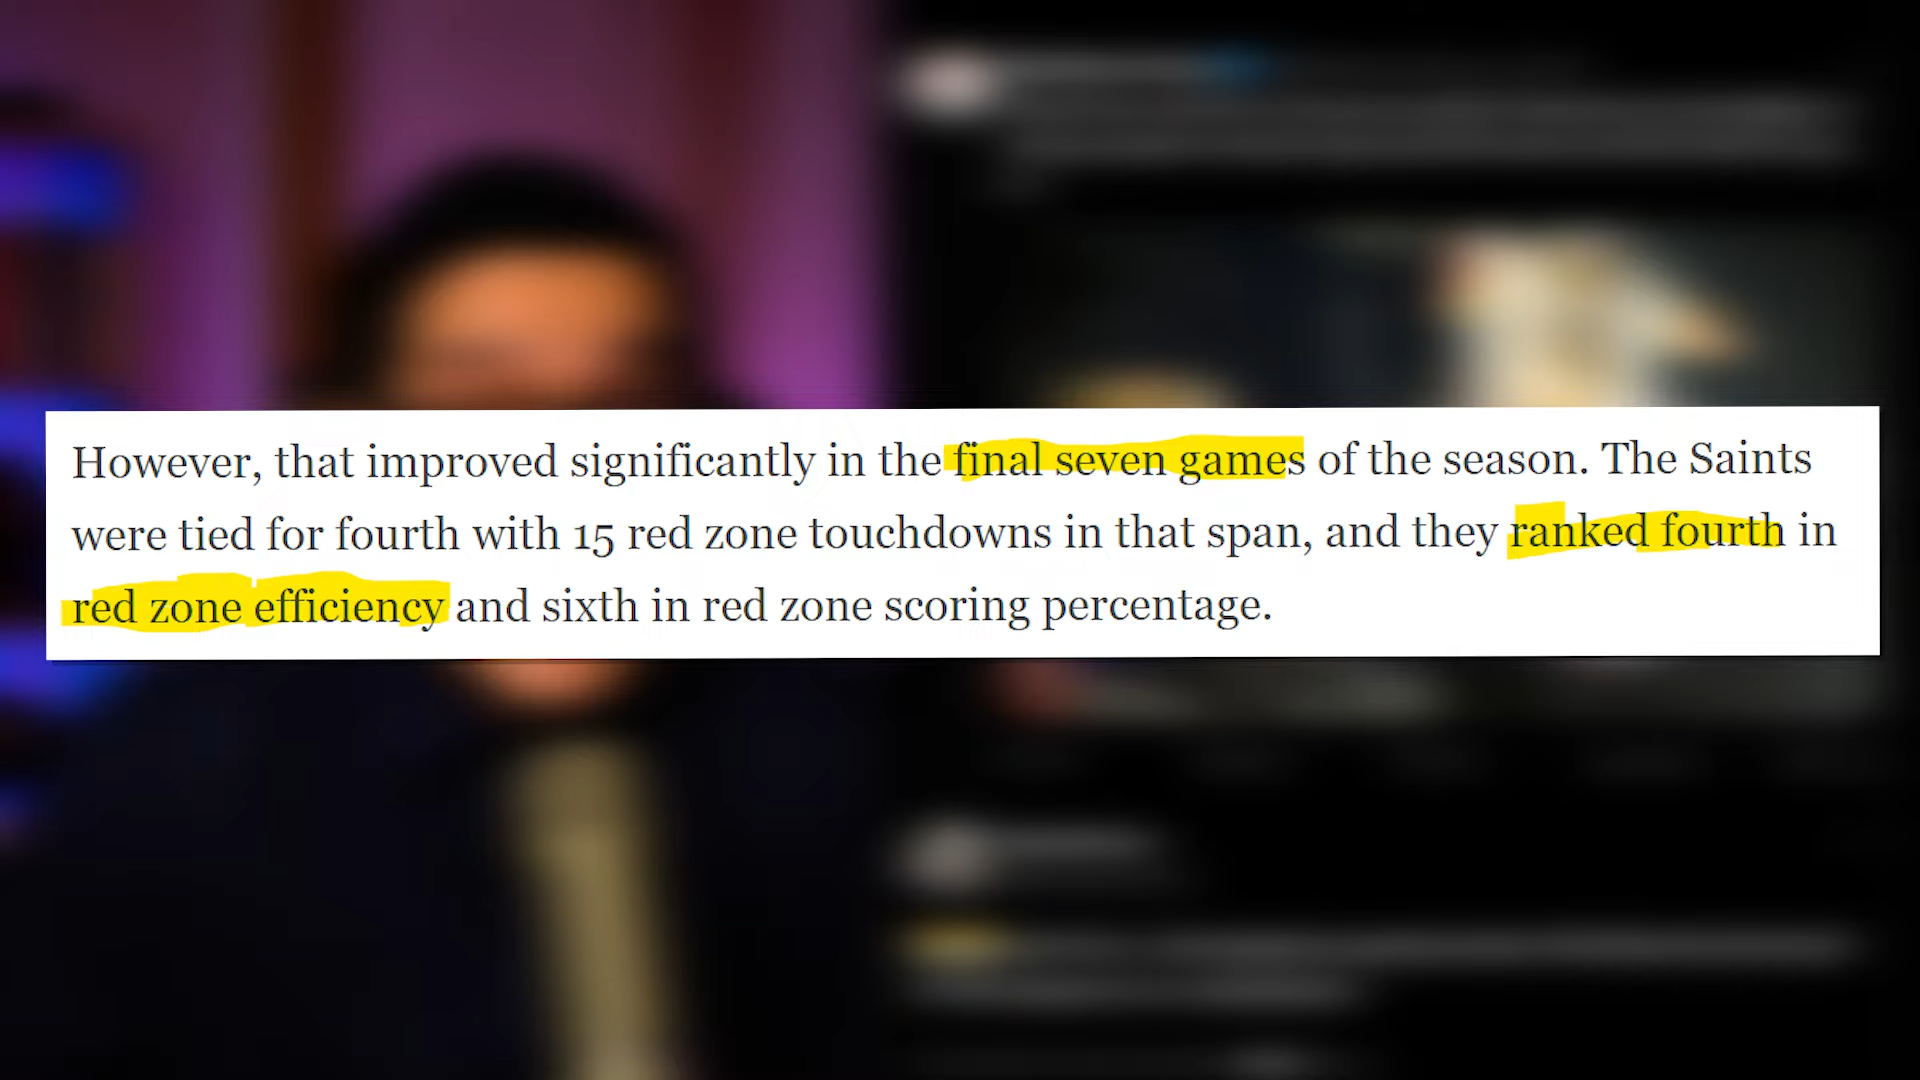 However, that improved significantly in the final seven games of the season. The Saints
were tied for fourth with 15 red zone touchdowns in that span, and they ranked fourth in
red zone efficiency and sixth in red zone scoring percentage.